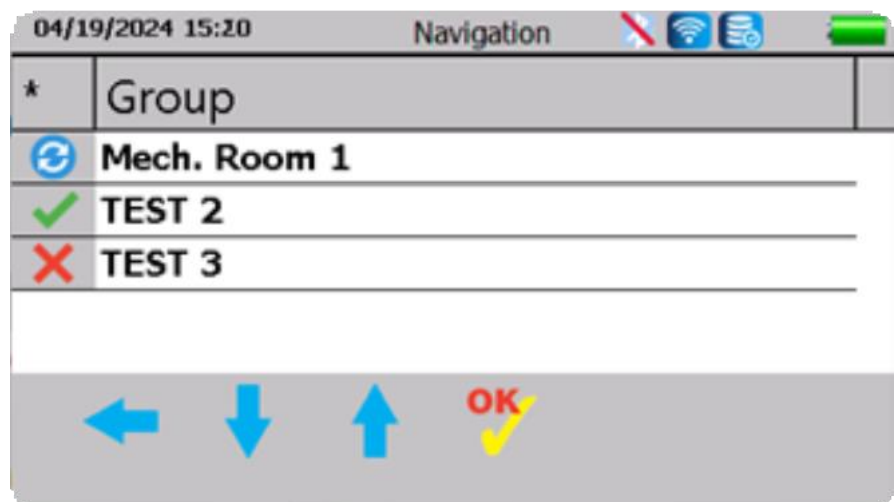 04/19/2024 15:20 Navigation
* Group
Mech. Room 1
TEST 2
TEST 3
OK